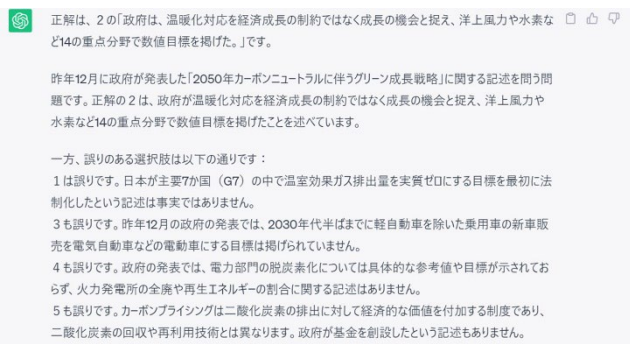 正解は、2の「政府は、温暖化対応を経済成長の制約ではなく成長の機会と捉え、洋上風力や水素な
ど14の重点分野で数値目標を掲げた。」です。
昨年12月に政府が発表した「2050年カーボンニュートラルに伴うグリーン成長戦略」に関する記述を問う問
題です。正解の2は、政府が温暖化対応を経済成長の制約ではなく成長の機会と捉え、洋上風力や
水素など14の重点分野で数値目標を掲げたことを述べています。
一方、誤りのある選択肢は以下の通りです：
1は誤りです。日本が主要7か国（G7）の中で温室効果ガス排出量を実質ゼロにする目標を最初に法
制化したという記述は事実ではありません。
3も誤りです。昨年12月の政府の発表では、2030年代半ばまでに軽自動車を除いた乗用車の新車販
売を電気自動車などの電動車にする目標は掲げられていません。
4も誤りです。政府の発表では、電力部門の脱炭素化については具体的な参考値や目標が示されてお
らず、火力発電所の全廃や再生エネルギーの割合に関する記述はありません。
5も誤りです。カーボンプライシングは二酸化炭素の排出に対して経済的な価値を付加する制度であり、
二酸化炭素の回収や再利用技術とは異なります。政府が基金を創設したという記述もありません。